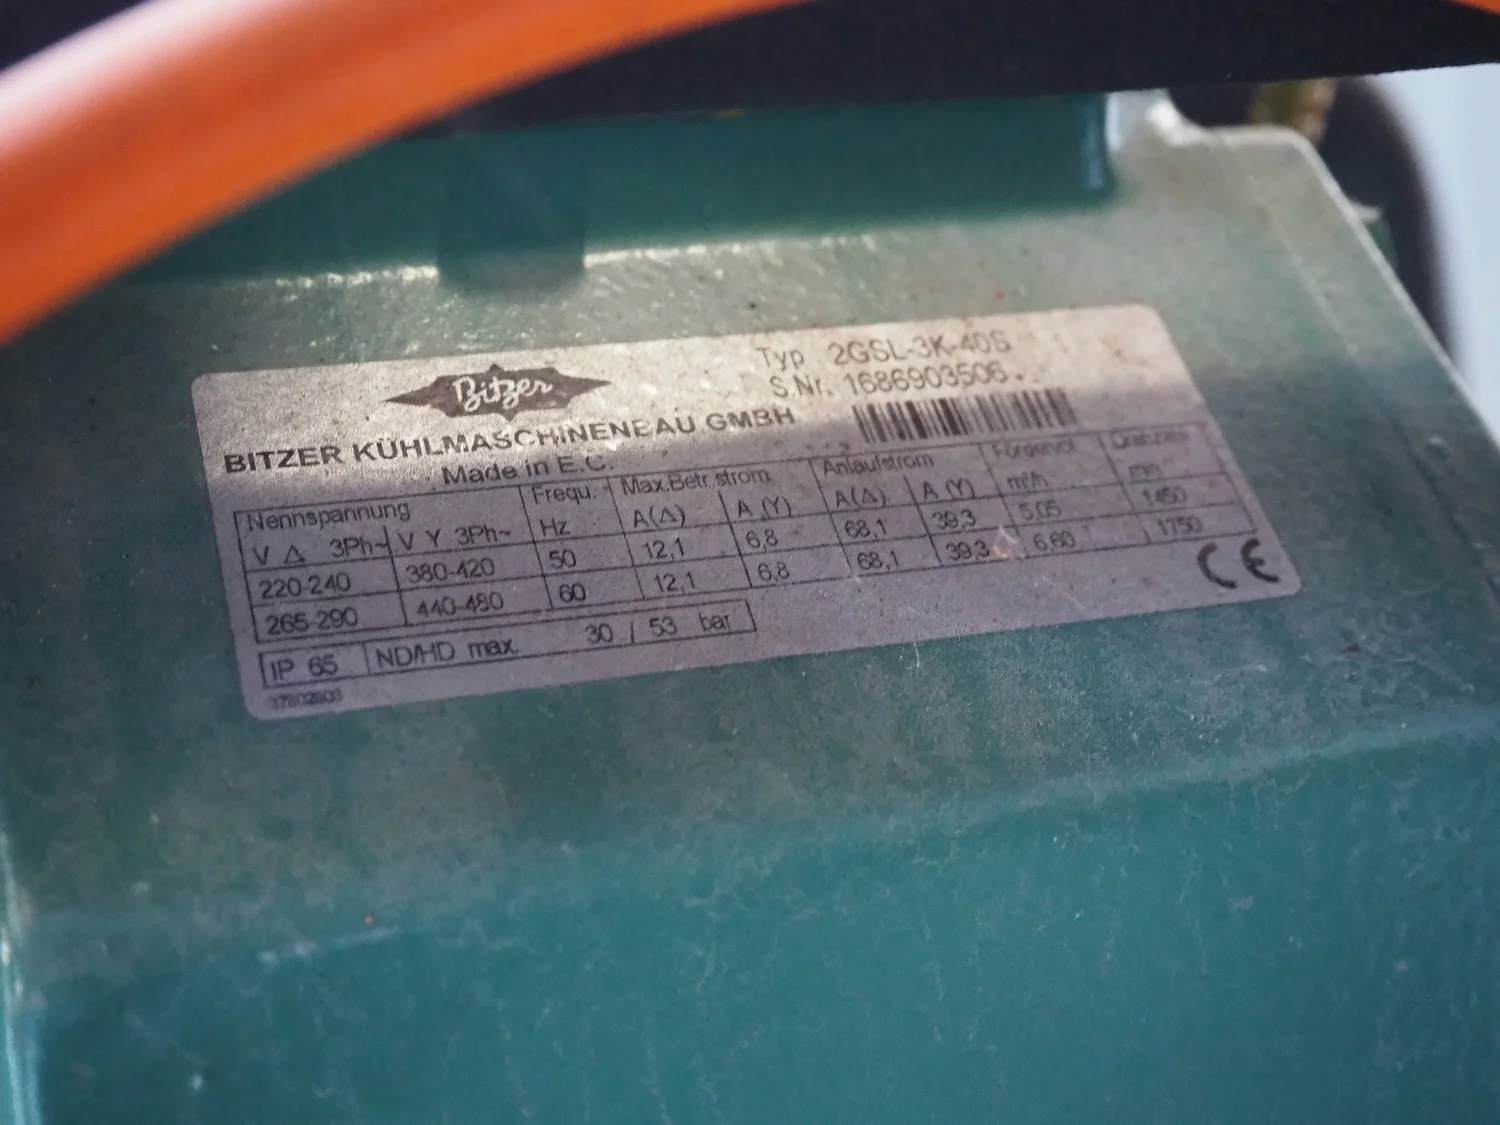 Bitzer
Typ 2GSL-3K-40S
S.Nr. 1686903506
BITZER KÜHLMASCHINENBAU GMBH
Made in E.C.
Nennspannung Frequ. Max.Betr.strom Anlaufstrom Fördervol Drehzahl
V Δ 3Ph~ V Y 3Ph~ Hz A(Δ) A (Y) A(Δ) A (Y) m³/h min
220-240 380-420 50 12,1 6,8 68,1 39,3 5,05 1450
265-290 440-480 60 12,1 6,8 68,1 39,3 6,60 1750
IP 65 ND/HD max. 30 / 53 bar
CE